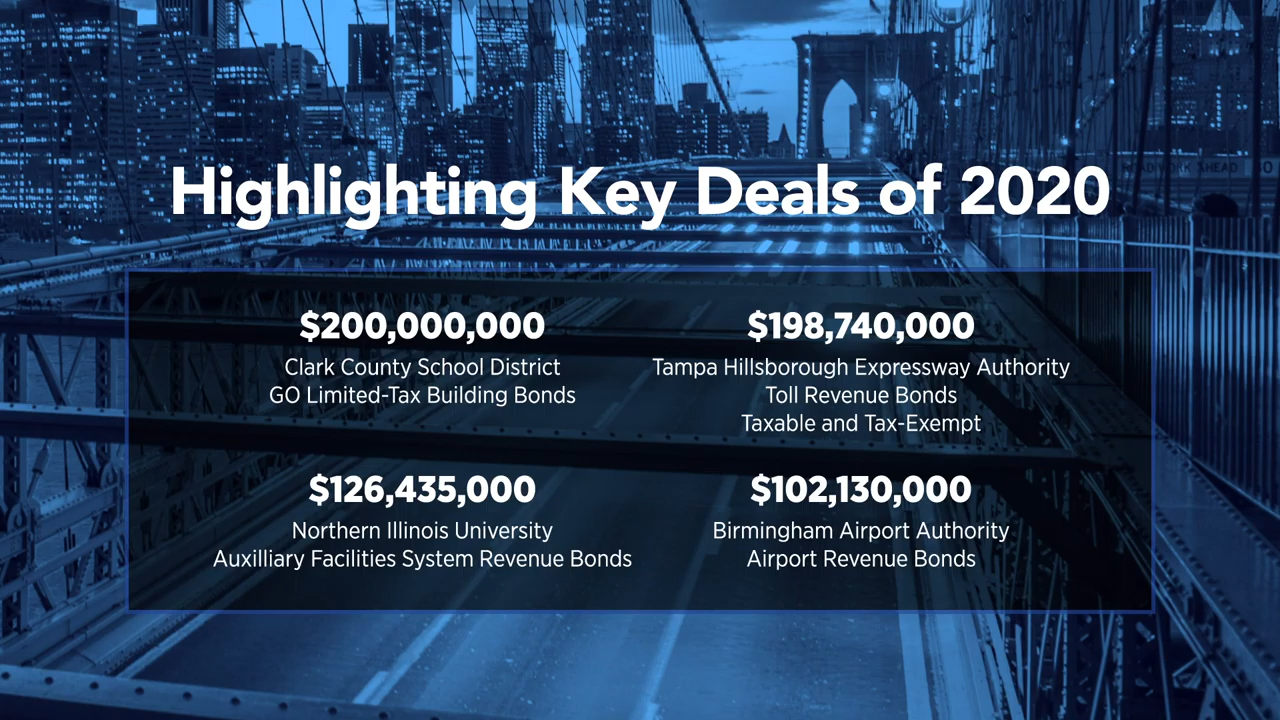 Highlighting Key Deals of 2020
$200,000,000
Clark County School District
GO Limited-Tax Building Bonds
$198,740,000
Tampa Hillsborough Expressway Authority
Toll Revenue Bonds
Taxable and Tax-Exempt
$126,435,000
Northern Illinois University
Auxilliary Facilities System Revenue Bonds
$102,130,000
Birmingham Airport Authority
Airport Revenue Bonds